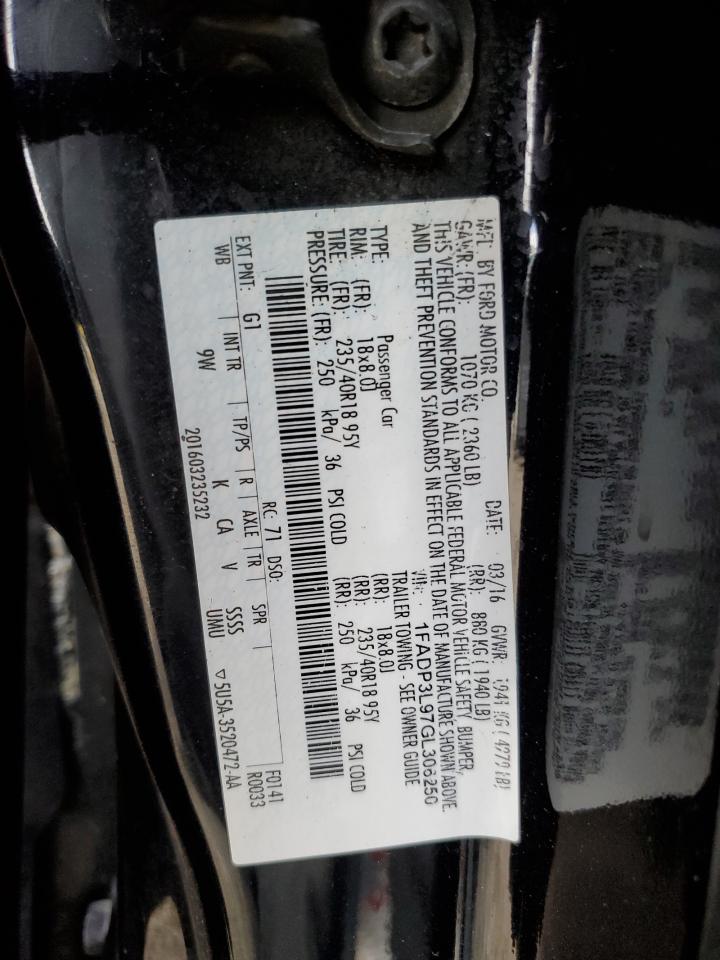 MFL. BY FORD MOTOR CO.
DATE: 03/16 GVWR: 1941 KG ( 4279 LB)
GAWR: (FR): 1070 KG ( 2360 LB) (RR): 880 KG ( 1940 LB)
THIS VEHICLE CONFORMS TO ALL APPLICABLE FEDERAL MOTOR VEHICLE SAFETY, BUMPER,
AND THEFT PREVENTION STANDARDS IN EFFECT ON THE DATE OF MANUFACTURE SHOWN ABOVE.
VIN: 1FADP3L97GL306250
TYPE: Passenger Car TRAILER TOWING - SEE OWNER GUIDE
RIM: (FR): 18x8.0J (RR): 18x8.0J
TIRE: (FR): 235/40R18 95Y (RR): 235/40R18 95Y
PRESSURE: (FR): 250 kPa/ 36 PSI COLD (RR): 250 kPa/ 36 PSI COLD
F0141
R0033
RC: 71 DSO:
EXT PNT: G1
WB INT TR TP/PS R AXLE TR SPR
9W K CA V SSSS
UMU
201603235232 ▽5U5A-3520472-AA